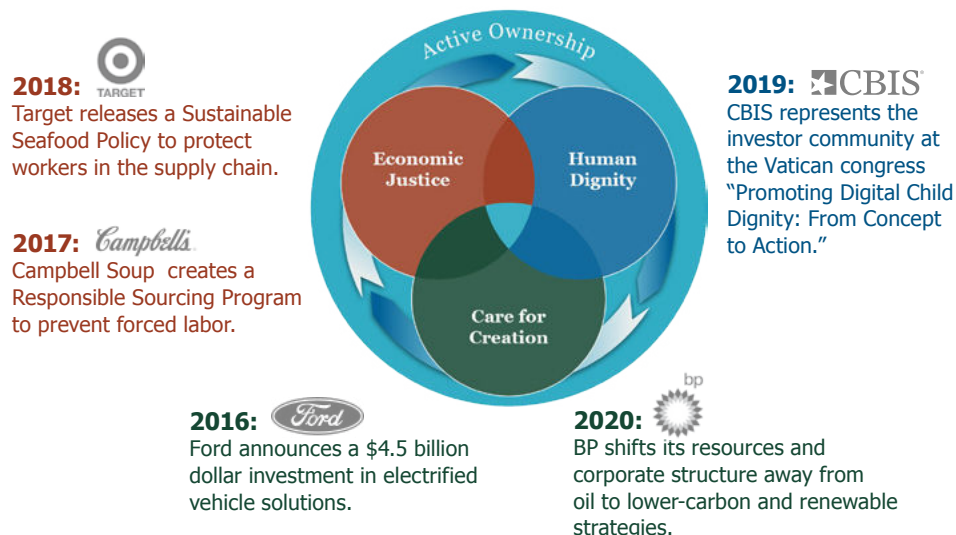 Active Ownership
Economic
Justice
Human
Dignity
Care for
Creation
2018: TARGET
Target releases a Sustainable
Seafood Policy to protect
workers in the supply chain.
2017: Campbell's
Campbell Soup creates a
Responsible Sourcing Program
to prevent forced labor.
2016: Ford
Ford announces a $4.5 billion
dollar investment in electrified
vehicle solutions.
bp
2020:
BP shifts its resources and
corporate structure away from
oil to lower-carbon and renewable
strategies.
2019: CBIS
CBIS represents the
investor community at
the Vatican congress
“Promoting Digital Child
Dignity: From Concept
to Action.”